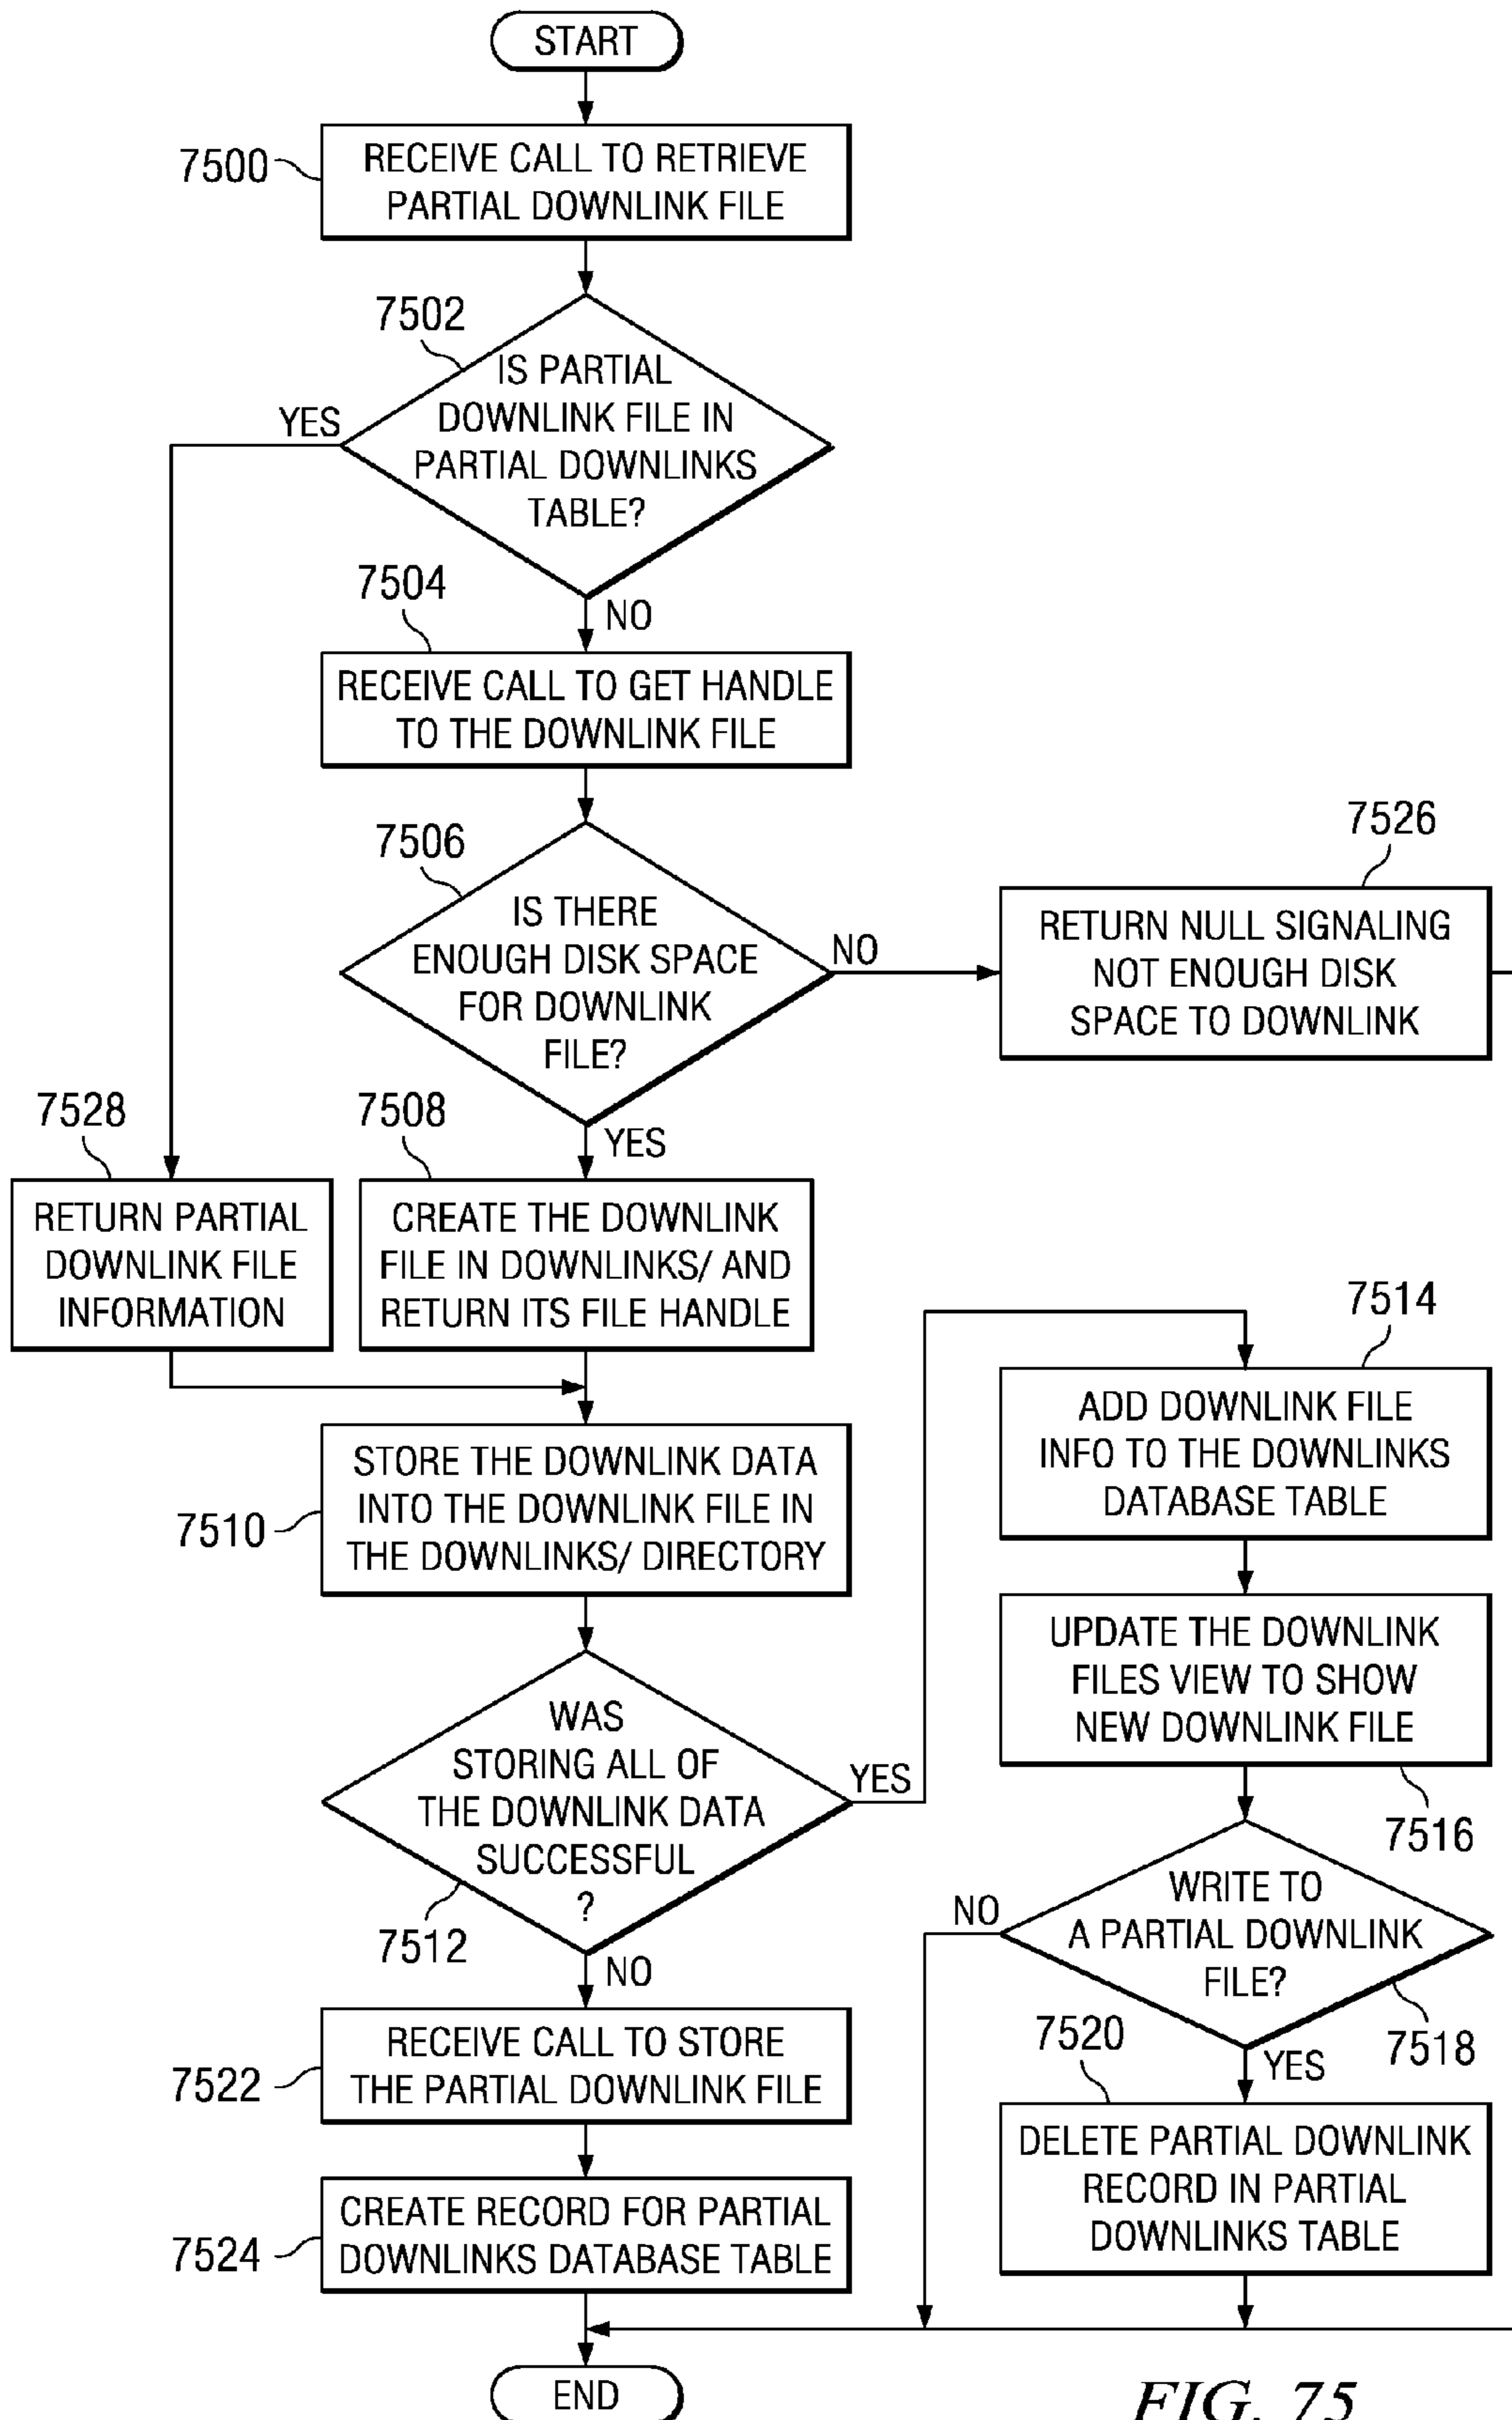 START
7500
RECEIVE CALL TO RETRIEVE
PARTIAL DOWNLINK FILE
7502
IS PARTIAL
DOWNLINK FILE IN
PARTIAL DOWNLINKS
TABLE?
YES
NO
7504
RECEIVE CALL TO GET HANDLE
TO THE DOWNLINK FILE
7506
IS THERE
ENOUGH DISK SPACE
FOR DOWNLINK
FILE?
NO
YES
7526
RETURN NULL SIGNALING
NOT ENOUGH DISK
SPACE TO DOWNLINK
7528
RETURN PARTIAL
DOWNLINK FILE
INFORMATION
7508
CREATE THE DOWNLINK
FILE IN DOWNLINKS/ AND
RETURN ITS FILE HANDLE
7510
STORE THE DOWNLINK DATA
INTO THE DOWNLINK FILE IN
THE DOWNLINKS/ DIRECTORY
WAS
STORING ALL OF
THE DOWNLINK DATA
SUCCESSFUL
?
7512
YES
NO
7514
ADD DOWNLINK FILE
INFO TO THE DOWNLINKS
DATABASE TABLE
UPDATE THE DOWNLINK
FILES VIEW TO SHOW
NEW DOWNLINK FILE
7516
WRITE TO
A PARTIAL DOWNLINK
FILE?
NO
7518
YES
7520
DELETE PARTIAL DOWNLINK
RECORD IN PARTIAL
DOWNLINKS TABLE
7522
RECEIVE CALL TO STORE
THE PARTIAL DOWNLINK FILE
7524
CREATE RECORD FOR PARTIAL
DOWNLINKS DATABASE TABLE
END
FIG. 75